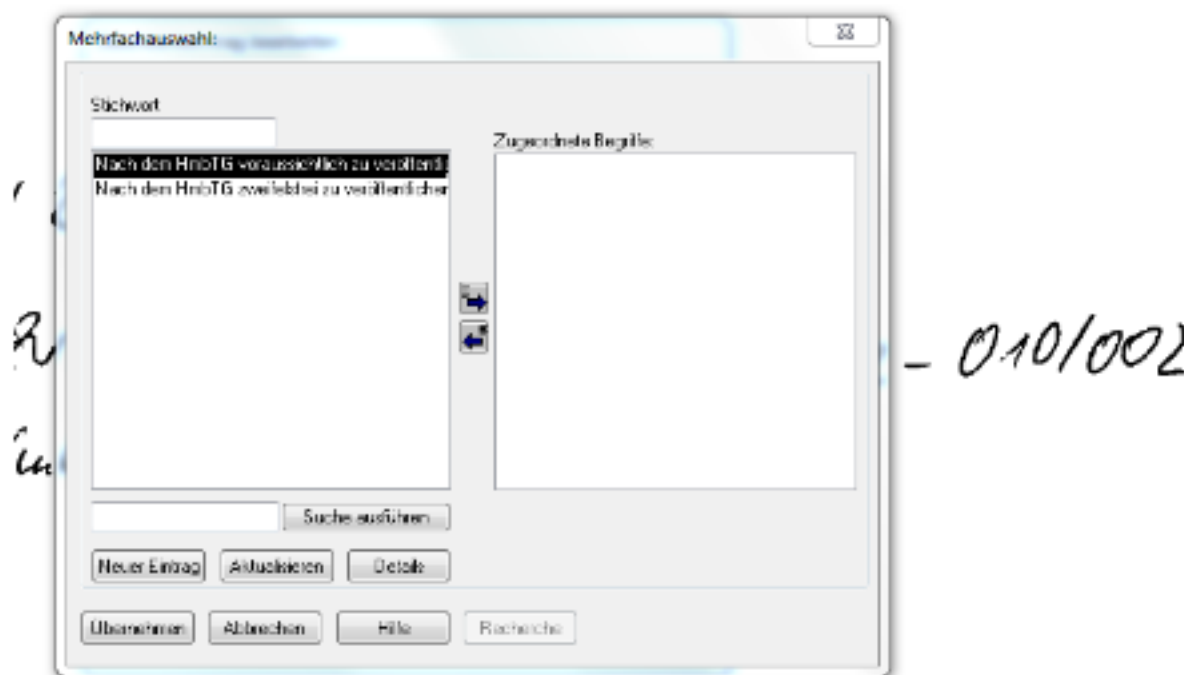 Mehrfachauswahl:
Stichwort
Zugeordnete Begriffe:
Nach dem HmbTG voraussichtlich zu veröffentli
Nach dem HmbTG zweifelsfrei zu veröffentlichen
- 010/002
Suche ausführen
Neuer Eintrag
Aktualisieren
Details
Übernehmen
Abbrechen
Hilfe
Recherche